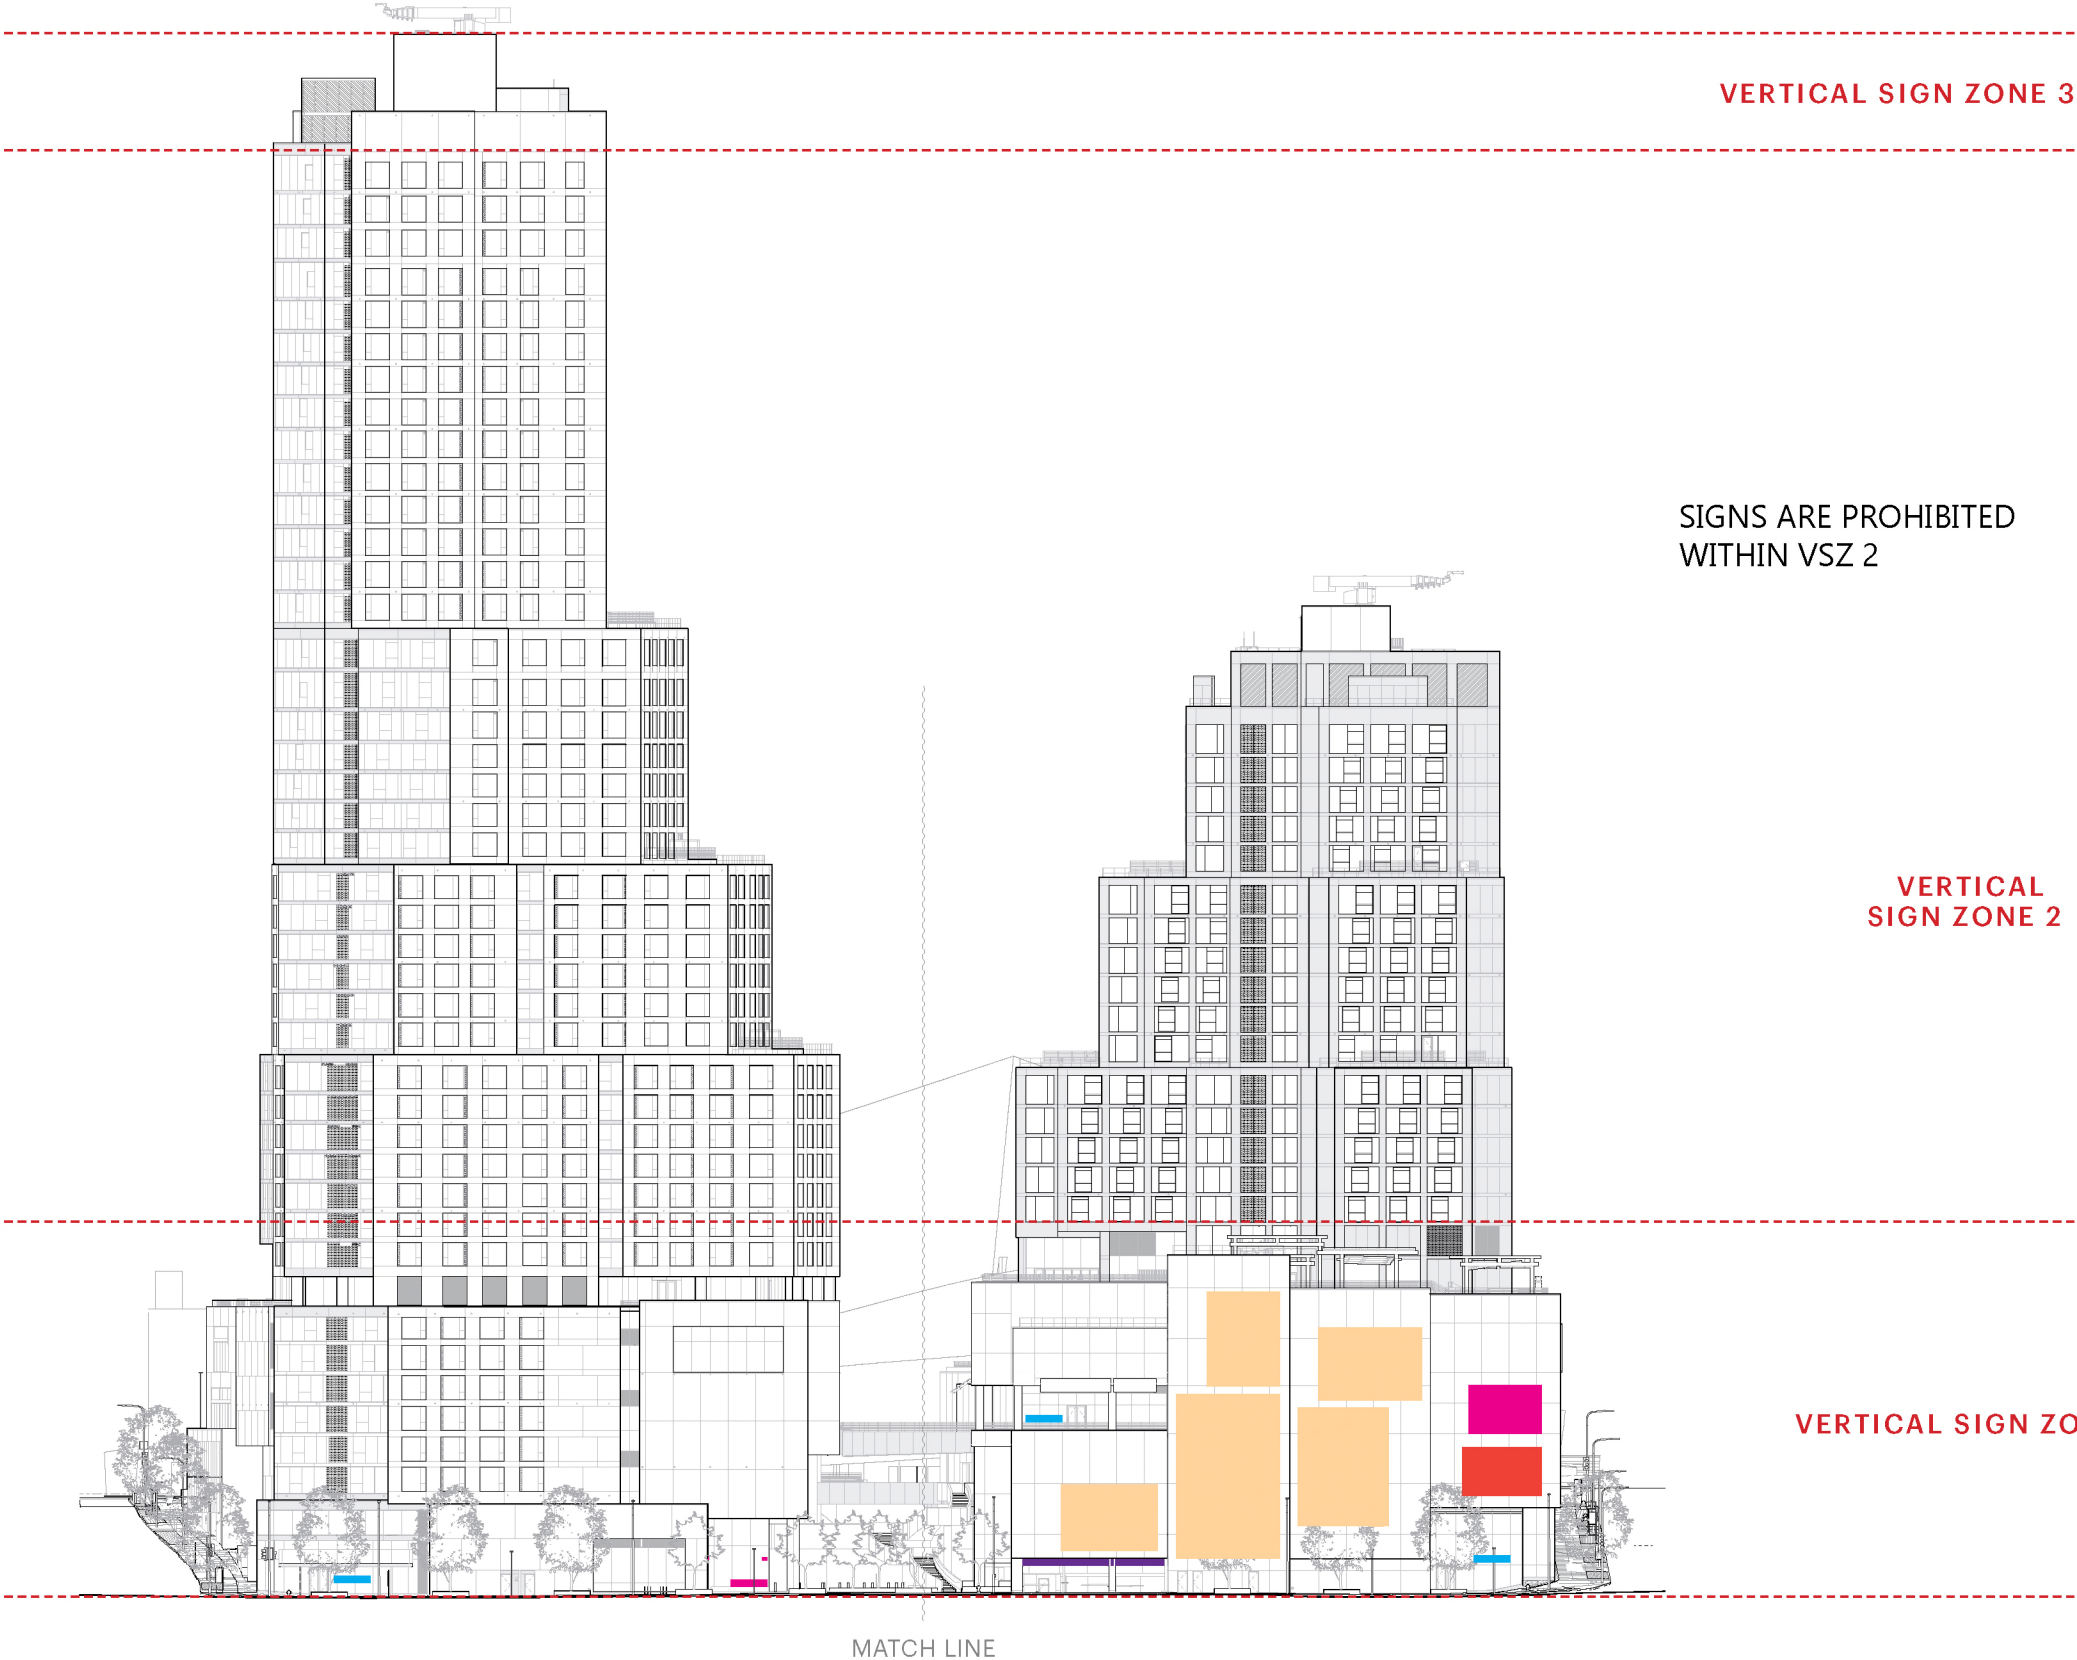 VERTICAL SIGN ZONE 3
SIGNS ARE PROHIBITED
WITHIN VSZ 2
VERTICAL
SIGN ZONE 2
VERTICAL SIGN ZO
MATCH LINE